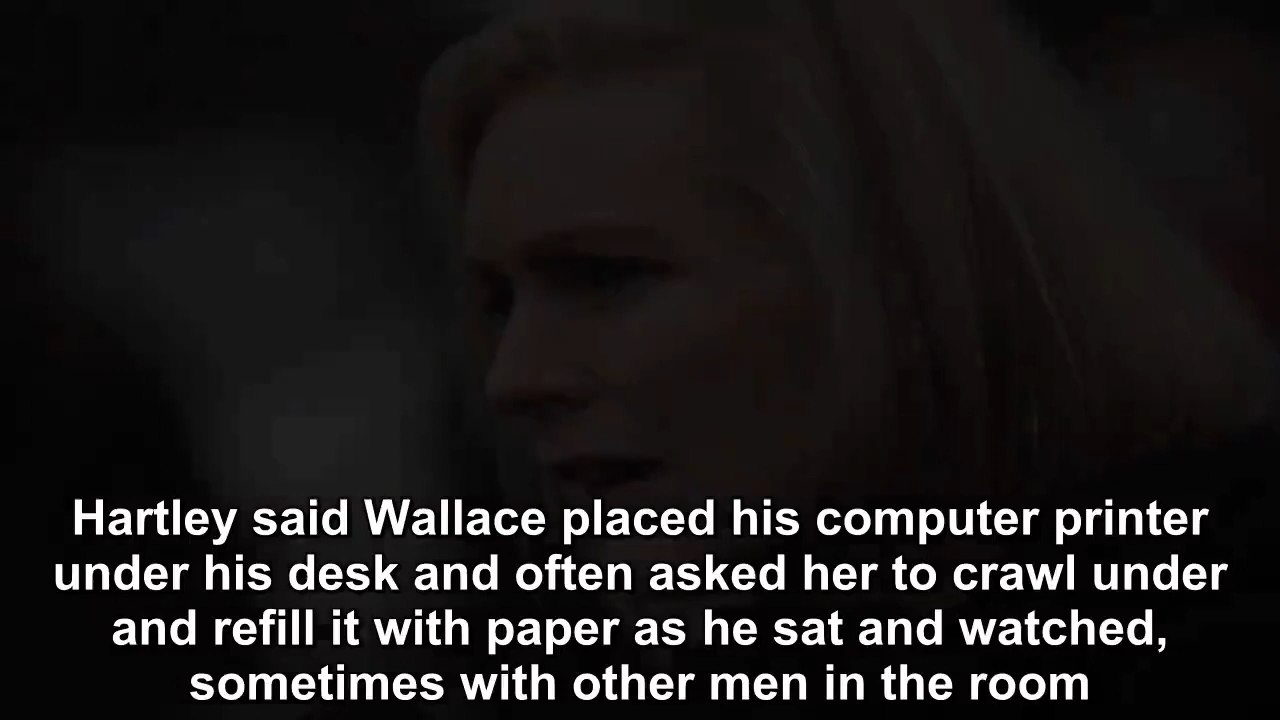 Hartley said Wallace placed his computer printer
under his desk and often asked her to crawl under
and refill it with paper as he sat and watched,
sometimes with other men in the room